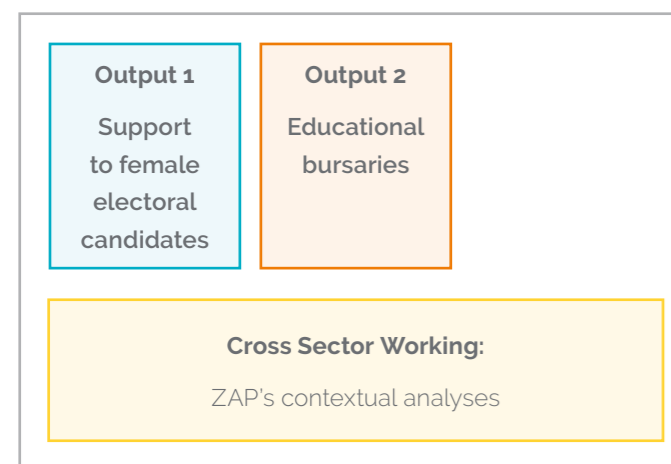 Output 1
Support
to female
electoral
candidates
Output 2
Educational
bursaries
Cross Sector Working:
ZAP's contextual analyses